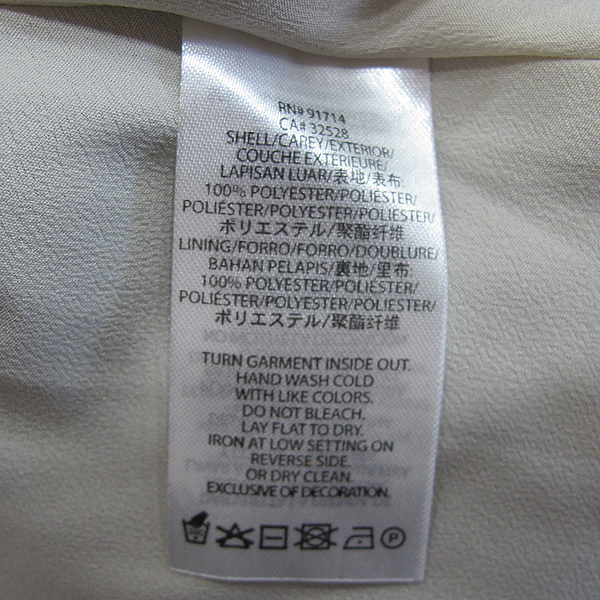 RN# 91714
CA# 32528
SHELL/CAREY/EXTERIOR/
COUCHE EXTÉRIEURE/
LAPISAN LUAR/表地/表布:
100% POLYESTER/POLIÉSTER/
POLIÉSTER/POLYESTER/POLIESTER/
ポリエステル/聚酯纤维
LINING/FORRO/FORRO/DOUBLURE/
BAHAN PELAPIS/裏地/里布:
100% POLYESTER/POLIÉSTER/
POLIÉSTER/POLYESTER/POLIESTER/
ポリエステル/聚酯纤维
TURN GARMENT INSIDE OUT.
HAND WASH COLD
WITH LIKE COLORS.
DO NOT BLEACH.
LAY FLAT TO DRY.
IRON AT LOW SETTING ON
REVERSE SIDE.
OR DRY CLEAN.
EXCLUSIVE OF DECORATION.
P